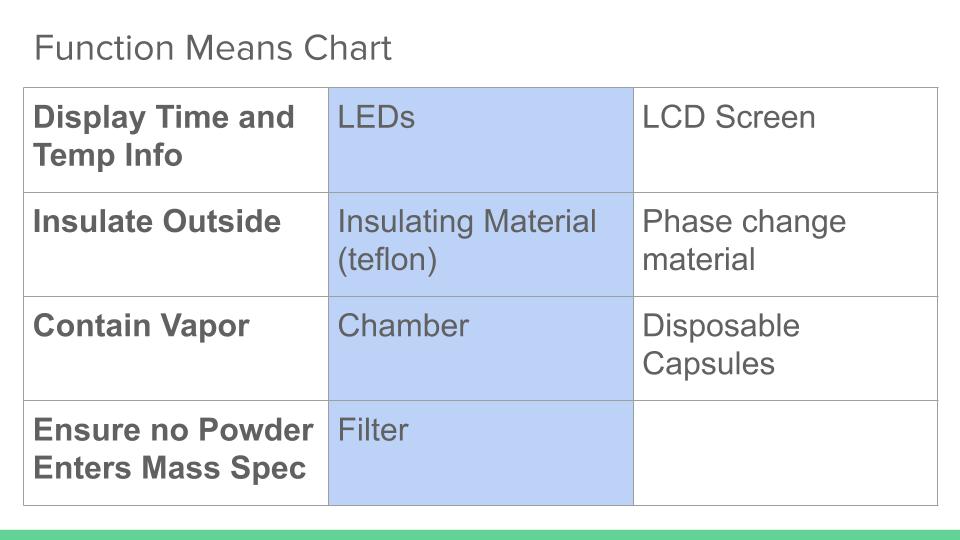 Function Means Chart
Display Time and
Temp Info
LEDs
LCD Screen
Insulate Outside
Insulating Material
(teflon)
Phase change
material
Contain Vapor
Chamber
Disposable
Capsules
Ensure no Powder
Enters Mass Spec
Filter